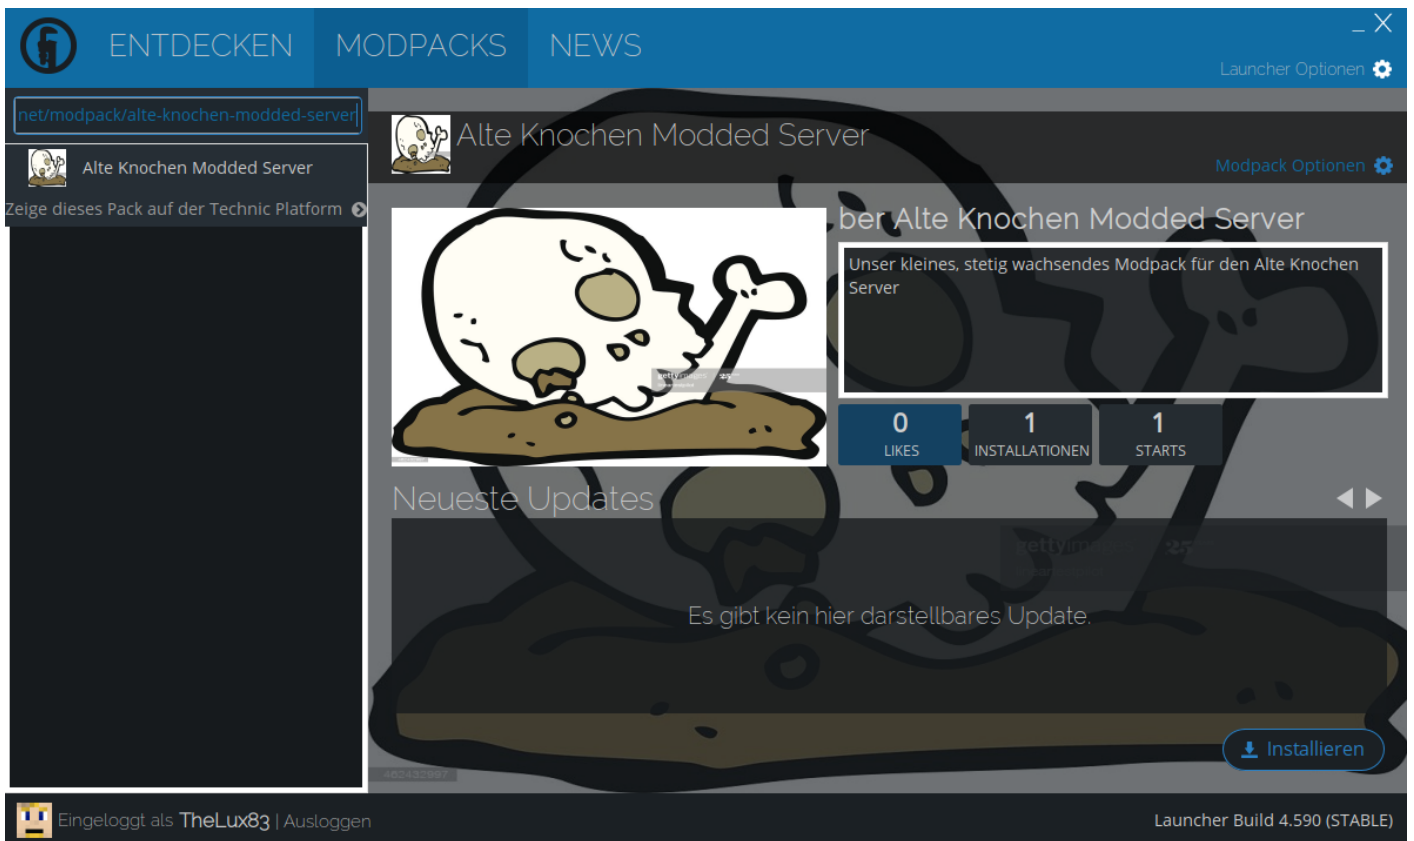 ENTDECKEN MODPACKS NEWS
_ X
Launcher Optionen
net/modpack/alte-knochen-modded-server
Alte Knochen Modded Server
Zeige dieses Pack auf der Technic Platform
Alte Knochen Modded Server
Modpack Optionen
ber Alte Knochen Modded Server
Unser kleines, stetig wachsendes Modpack für den Alte Knochen
Server
gettyimages
0 1 1
LIKES INSTALLATIONEN STARTS
Neueste Updates
gettyimages
Es gibt kein hier darstellbares Update.
Installieren
462432997
Eingeloggt als TheLux83 | Ausloggen
Launcher Build 4.590 (STABLE)